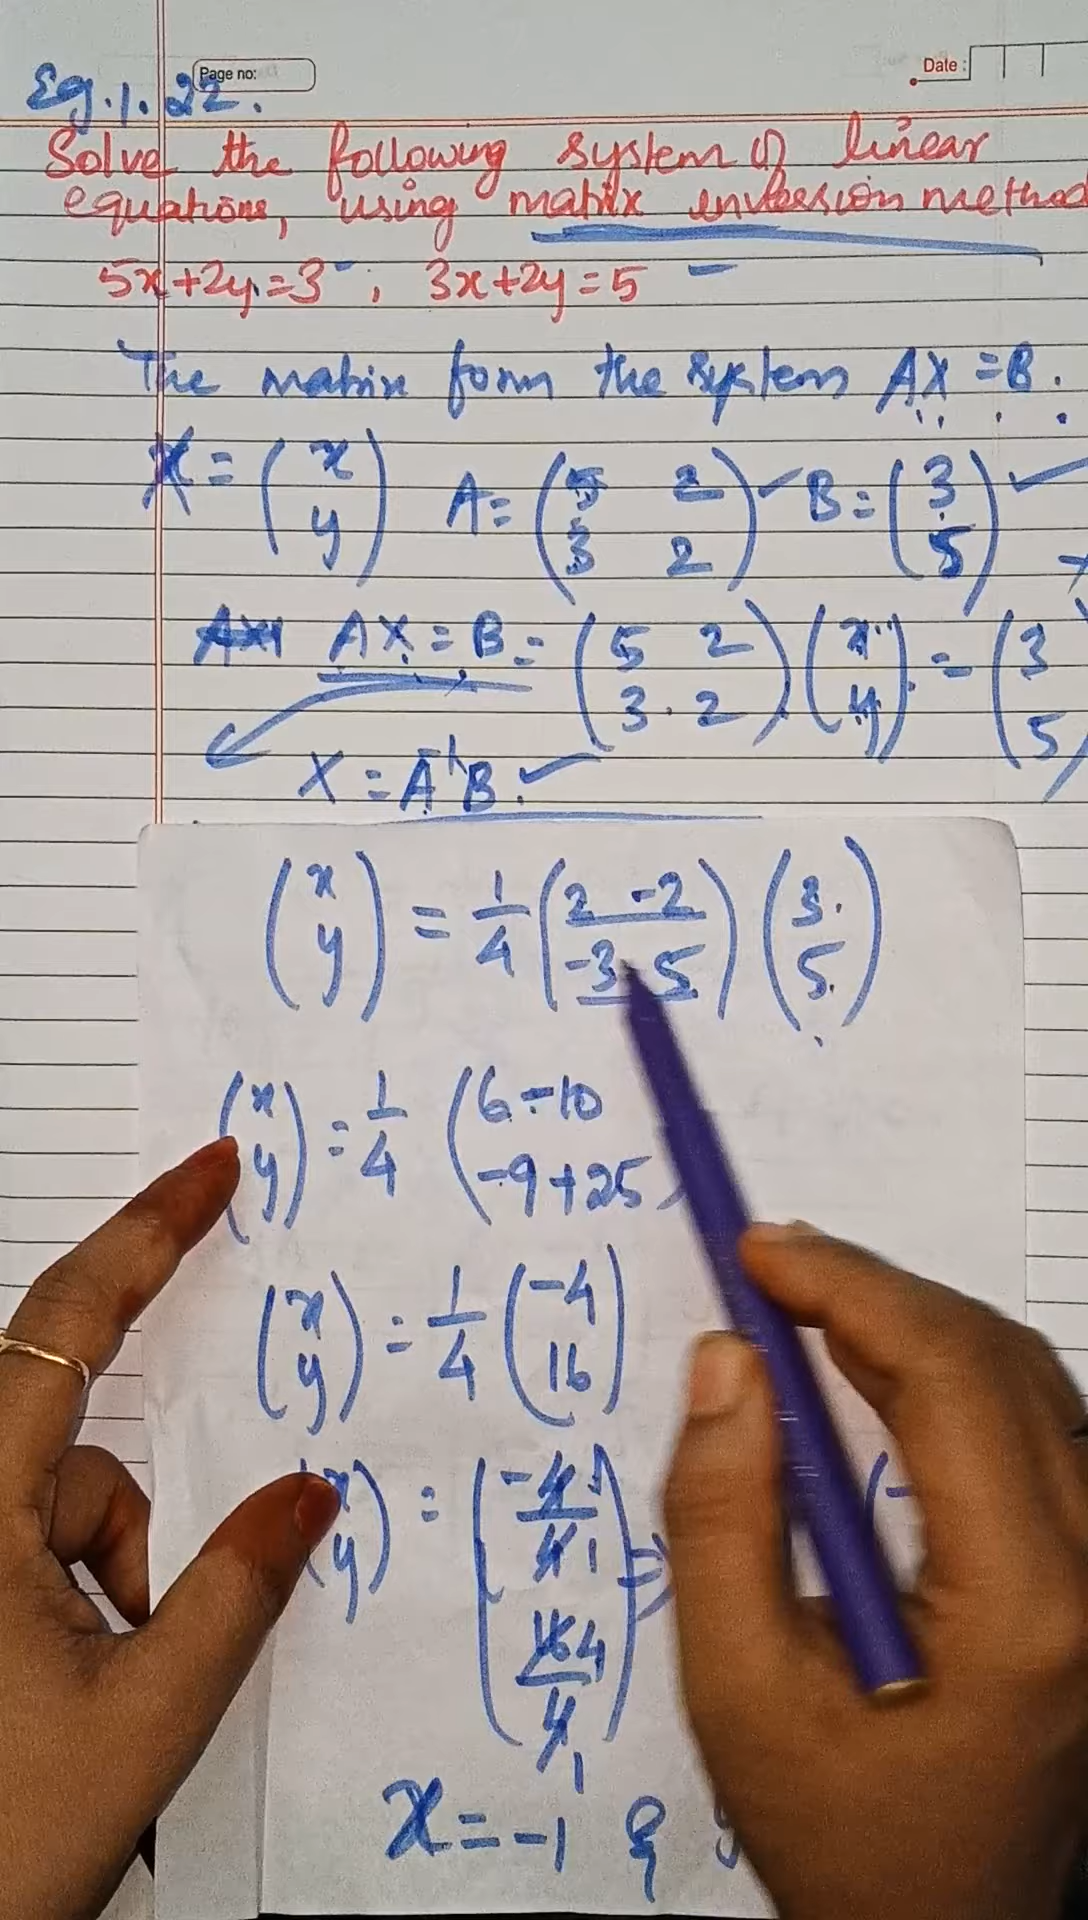 Page no:
Date :
Eg.1.22.
Solve the following system of linear
equations, using matrix inversion method
5x+2y=3 ; 3x+2y=5
The matrix form the system AX=B.
X = (x y) A= (5 2 3 2) B= (3 5)
AX=B= (5 2 3 2) (x y) = (3 5
X = A⁻¹B.
(x y) = 1/4 (2 -2 -3 5) (3 5)
(x y) = 1/4 (6-10 -9+25
(x y) = 1/4 (-4 16)
(x y) = (-4/4 16/4) ⇒ (-
x=-1 &